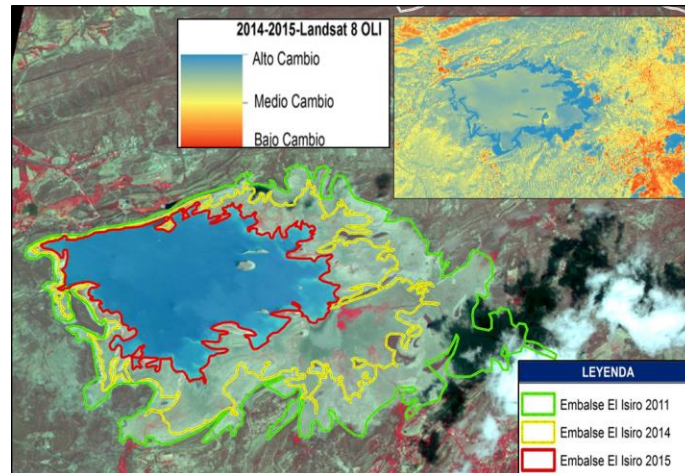 2014-2015-Landsat 8 OLI
Alto Cambio
Medio Cambio
Bajo Cambio
LEYENDA
Embalse El Isiro 2011
Embalse El Isiro 2014
Embalse El Isiro 2015